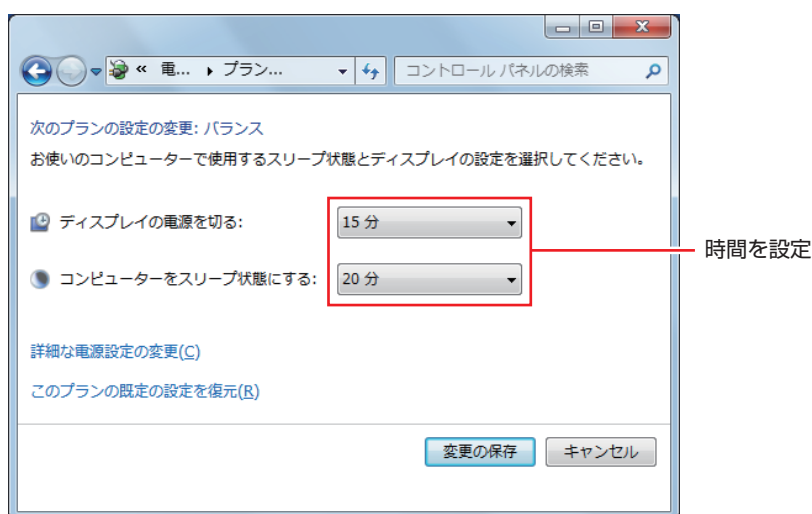 « 電... ▸ プラン... コントロール パネルの検索
次のプランの設定の変更: バランス
お使いのコンピューターで使用するスリープ状態とディスプレイの設定を選択してください。
ディスプレイの電源を切る: 15 分
時間を設定
コンピューターをスリープ状態にする: 20 分
詳細な電源設定の変更(C)
このプランの既定の設定を復元(R)
変更の保存 キャンセル